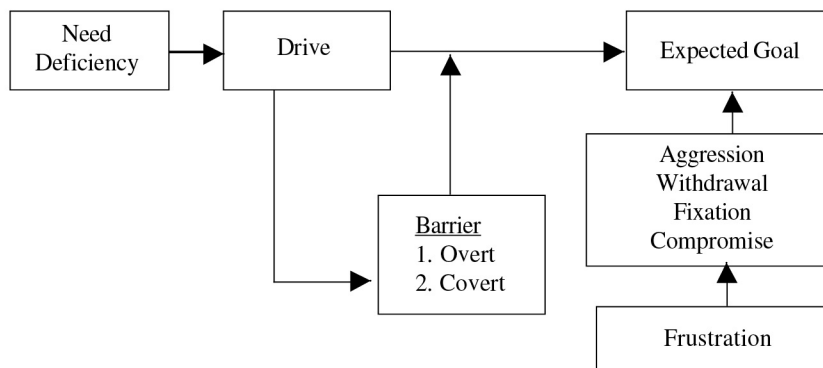 Need
Deficiency
Drive
Expected Goal
Aggression
Withdrawal
Fixation
Compromise
Barrier
1. Overt
2. Covert
Frustration